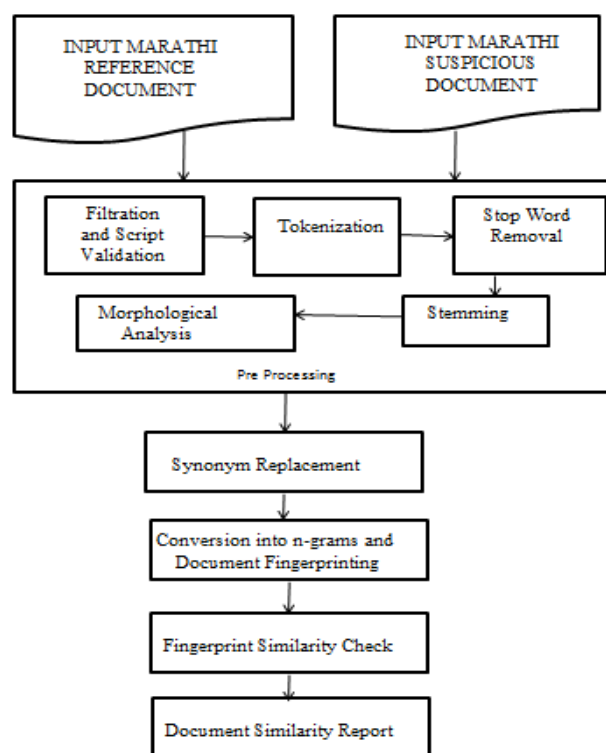 INPUT MARATHI
REFERENCE
DOCUMENT
INPUT MARATHI
SUSPICIOUS
DOCUMENT
Filtration
and Script
Validation
Tokenization
Stop Word
Removal
Stemming
Morphological
Analysis
Pre Processing
Synonym Replacement
Conversion into n-grams and
Document Fingerprinting
Fingerprint Similarity Check
Document Similarity Report